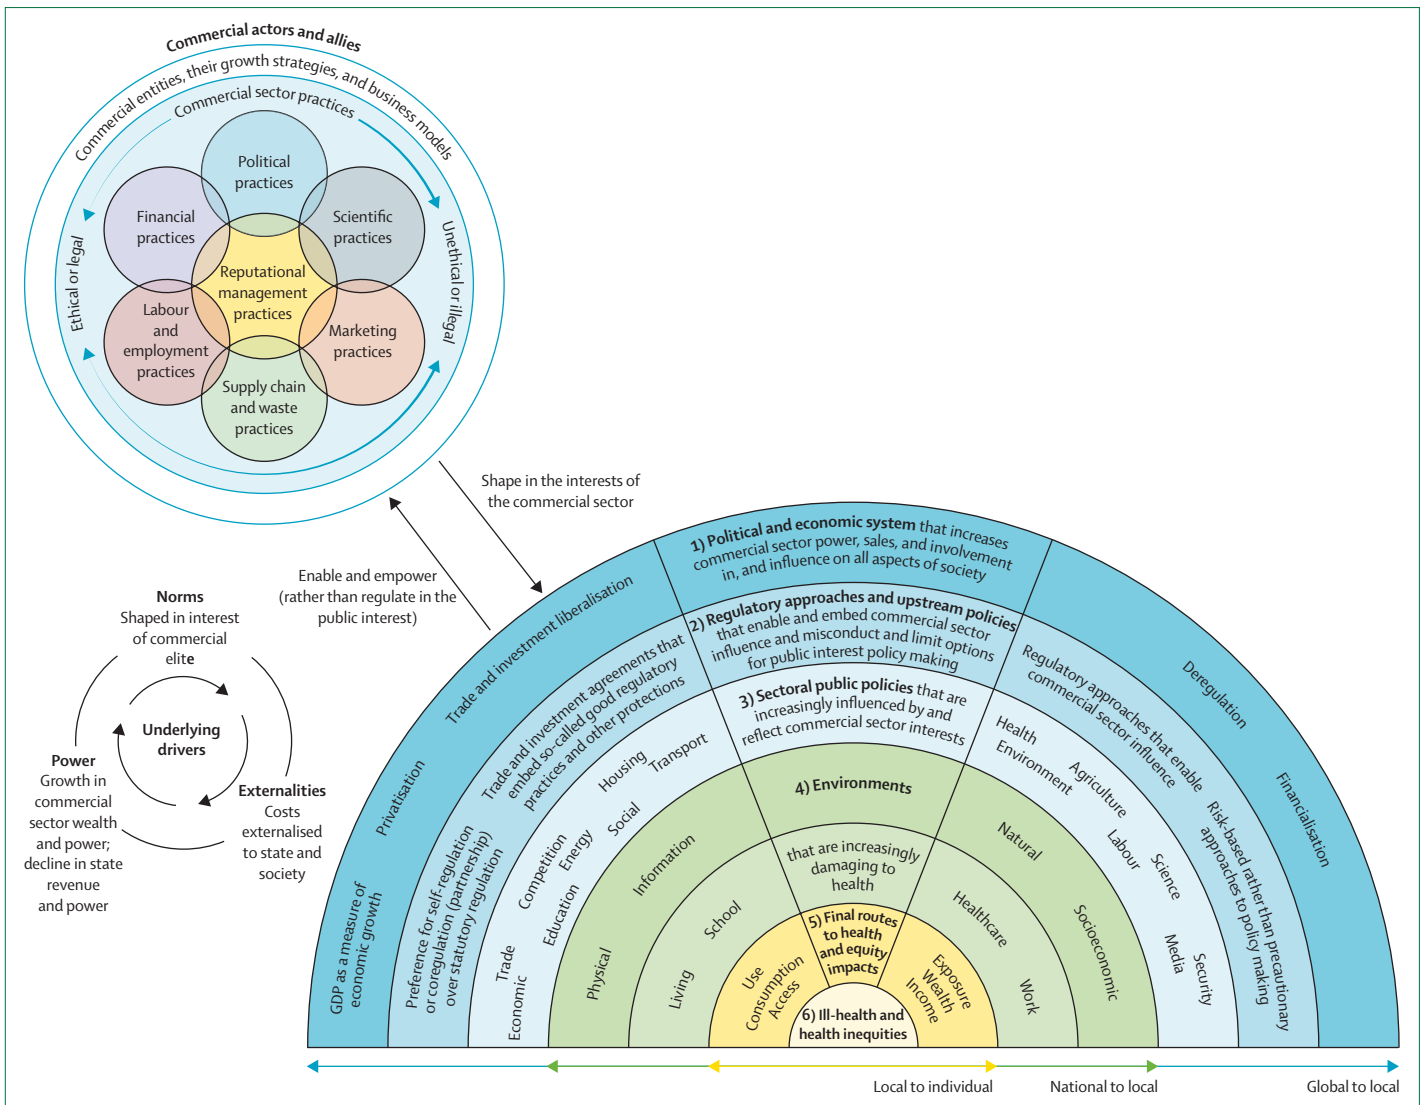 Commercial actors and allies
Commercial entities, their growth strategies, and business models
Commercial sector practices
Ethical or legal
Unethical or illegal
Political
practices
Financial
practices
Scientific
practices
Reputational
management
practices
Labour
and
employment
practices
Marketing
practices
Supply chain
and waste
practices
Shape in the interests of
the commercial sector
Enable and empower
(rather than regulate in the
public interest)
Norms
Shaped in interest
of commercial
elite
Underlying
drivers
Power
Growth in
commercial
sector wealth
and power;
decline in state
revenue
and power
Externalities
Costs
externalised
to state and
society
1) Political and economic system that increases
commercial sector power, sales, and involvement
in, and influence on all aspects of society
GDP as a measure of
economic growth
Privatisation
Trade and investment liberalisation
Deregulation
Financialisation
2) Regulatory approaches and upstream policies
that enable and embed commercial sector
influence and misconduct and limit options
for public interest policy making
Preference for self-regulation
or coregulation (partnership)
over statutory regulation
Trade and investment agreements that
embed so-called good regulatory
practices and other protections
Regulatory approaches that enable
commercial sector influence
Risk-based rather than precautionary
approaches to policy making
3) Sectoral public policies that are
increasingly influenced by and
reflect commercial sector interests
Trade
Economic
Competition
Education
Energy
Social
Housing
Transport
Health
Environment
Agriculture
Labour
Science
Media
Security
4) Environments
Physical
Information
Natural
Socioeconomic
that are increasingly
damaging to
health
Living
School
Healthcare
Work
5) Final routes
to health
and equity
impacts
Use
Consumption
Access
Exposure
Wealth
Income
6) Ill-health and
health inequities
Local to individual
National to local
Global to local